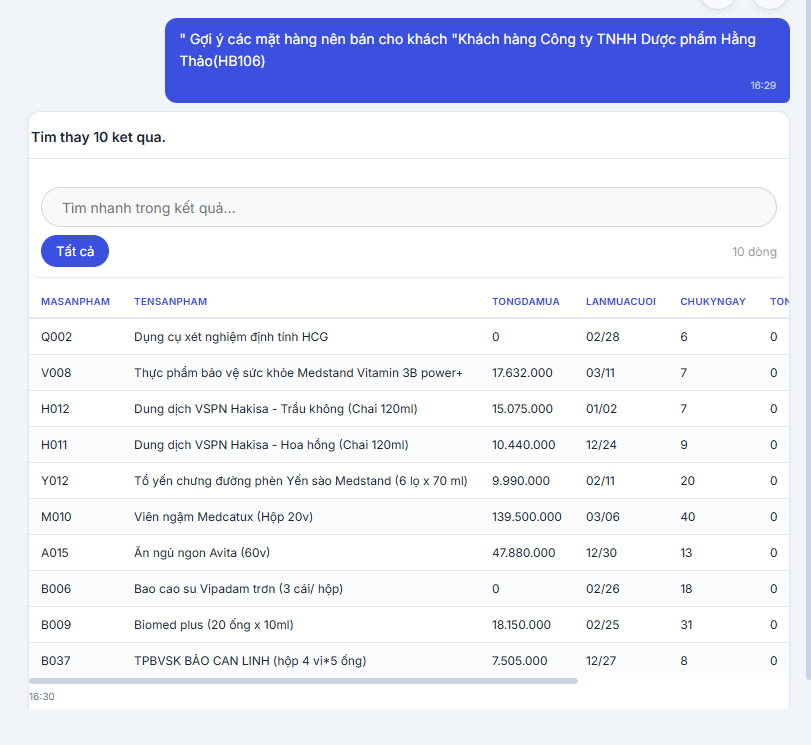 " Gợi ý các mặt hàng nên bán cho khách "Khách hàng Công ty TNHH Dược phẩm Hằng
Thảo(HB106)
16:29
Tim thay 10 ket qua.
Tìm nhanh trong kết quả...
Tất cả
10 dòng
MASANPHAM TENSANPHAM TONGDAMUA LANMUACUOI CHUKYNGAY TON
Q002 Dụng cụ xét nghiệm định tính HCG 0 02/28 6 0
V008 Thực phẩm bảo vệ sức khỏe Medstand Vitamin 3B power+ 17.632.000 03/11 7 0
H012 Dung dịch VSPN Hakisa - Trầu không (Chai 120ml) 15.075.000 01/02 7 0
H011 Dung dịch VSPN Hakisa - Hoa hồng (Chai 120ml) 10.440.000 12/24 9 0
Y012 Tổ yến chưng đường phèn Yến sào Medstand (6 lọ x 70 ml) 9.990.000 02/11 20 0
M010 Viên ngậm Medcatux (Hộp 20v) 139.500.000 03/06 40 0
A015 Ăn ngủ ngon Avita (60v) 47.880.000 12/30 13 0
B006 Bao cao su Vipadam trơn (3 cái/ hộp) 0 02/26 18 0
B009 Biomed plus (20 ống x 10ml) 18.150.000 02/25 31 0
B037 TPBVSK BẢO CAN LINH (hộp 4 vỉ*5 ống) 7.505.000 12/27 8 0
16:30